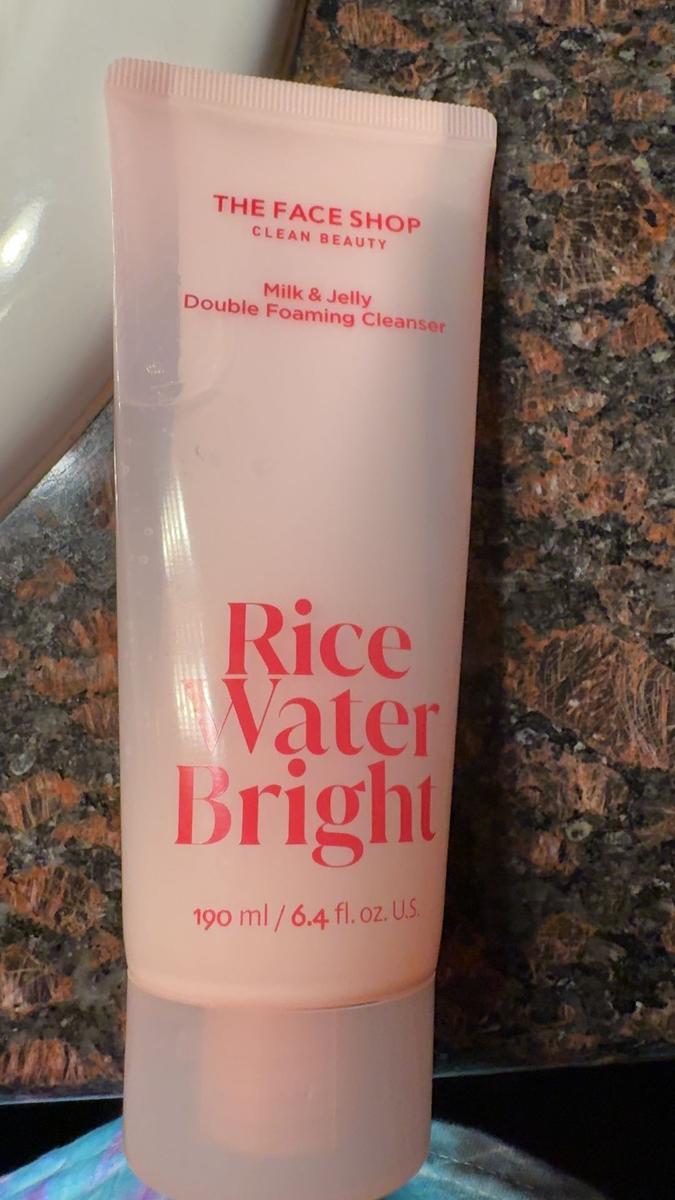 THE FACE SHOP
CLEAN BEAUTY
Milk & Jelly
Double Foaming Cleanser
Rice
Water
Bright
190 ml / 6.4 fl. oz. U.S.